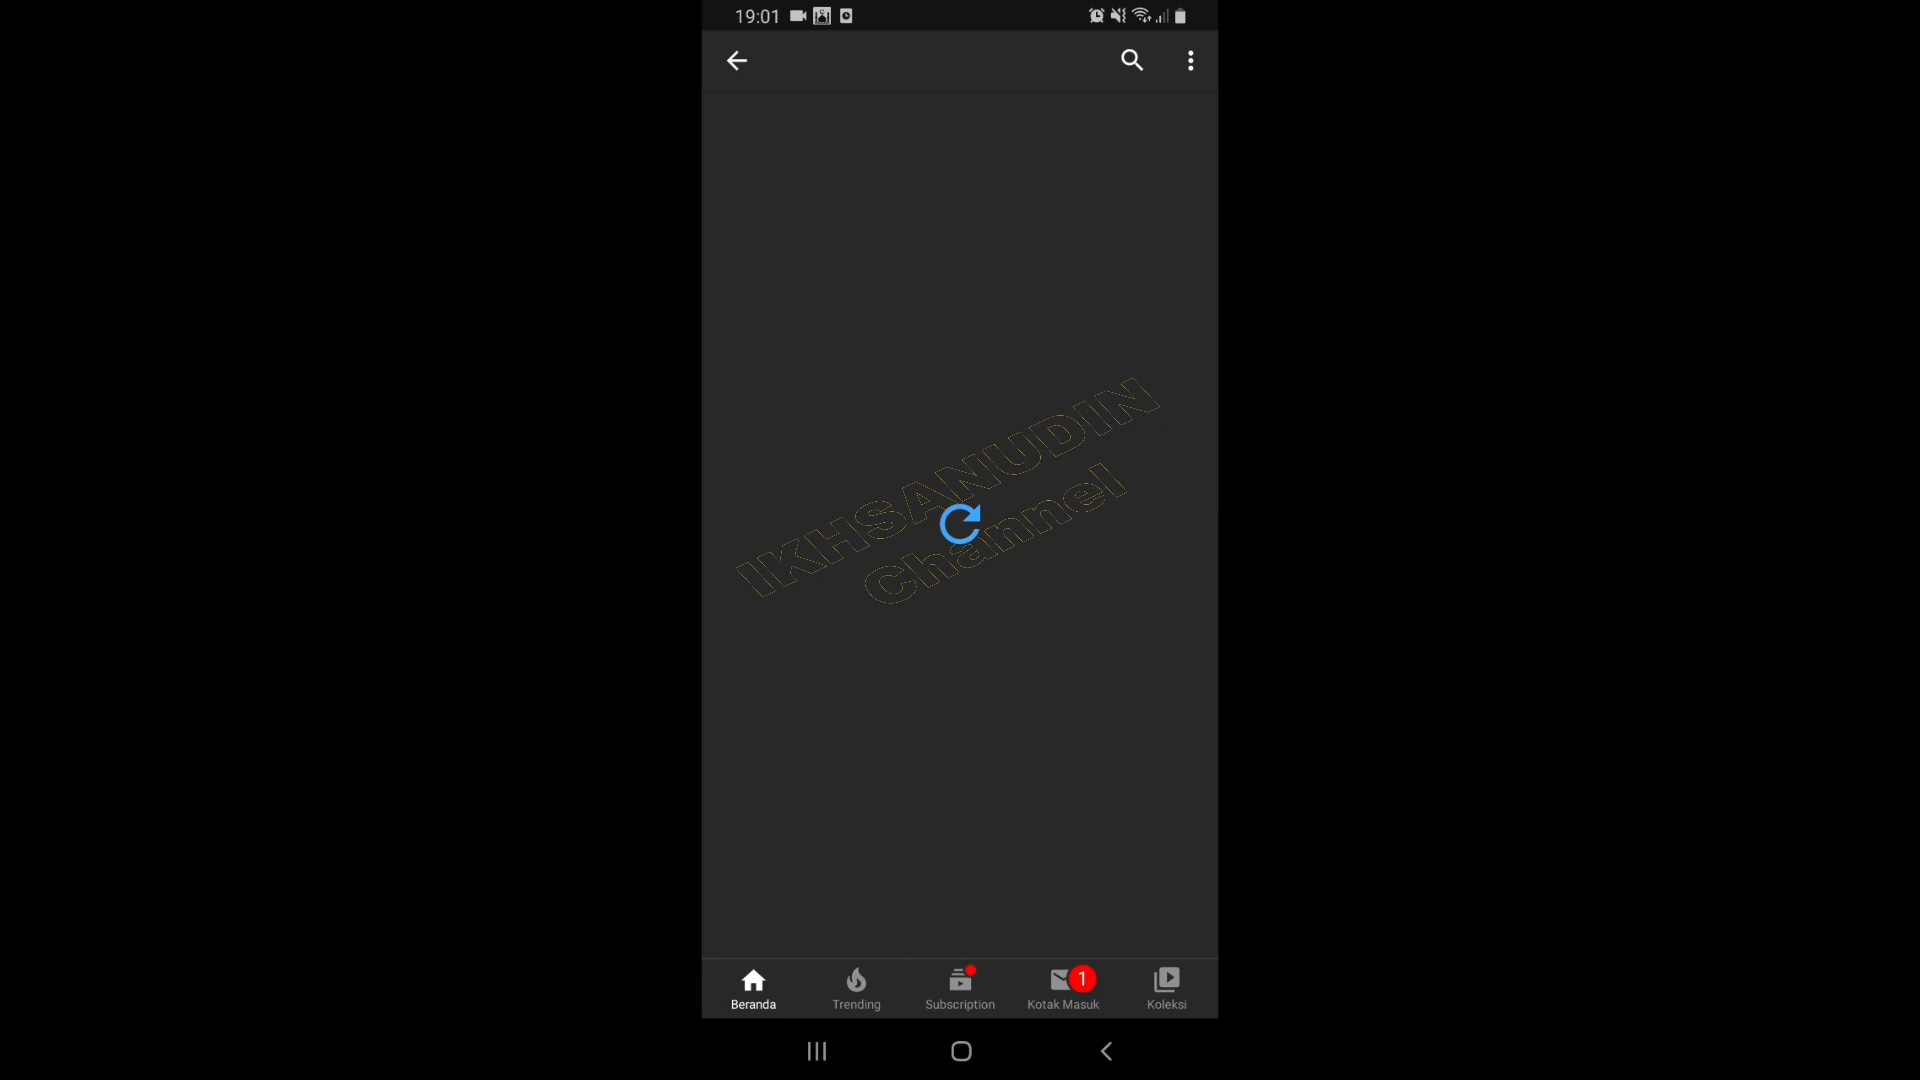 19:01
IKHSANUDIN
Channel
Beranda
Trending
Subscription
1
Kotak Masuk
Koleksi